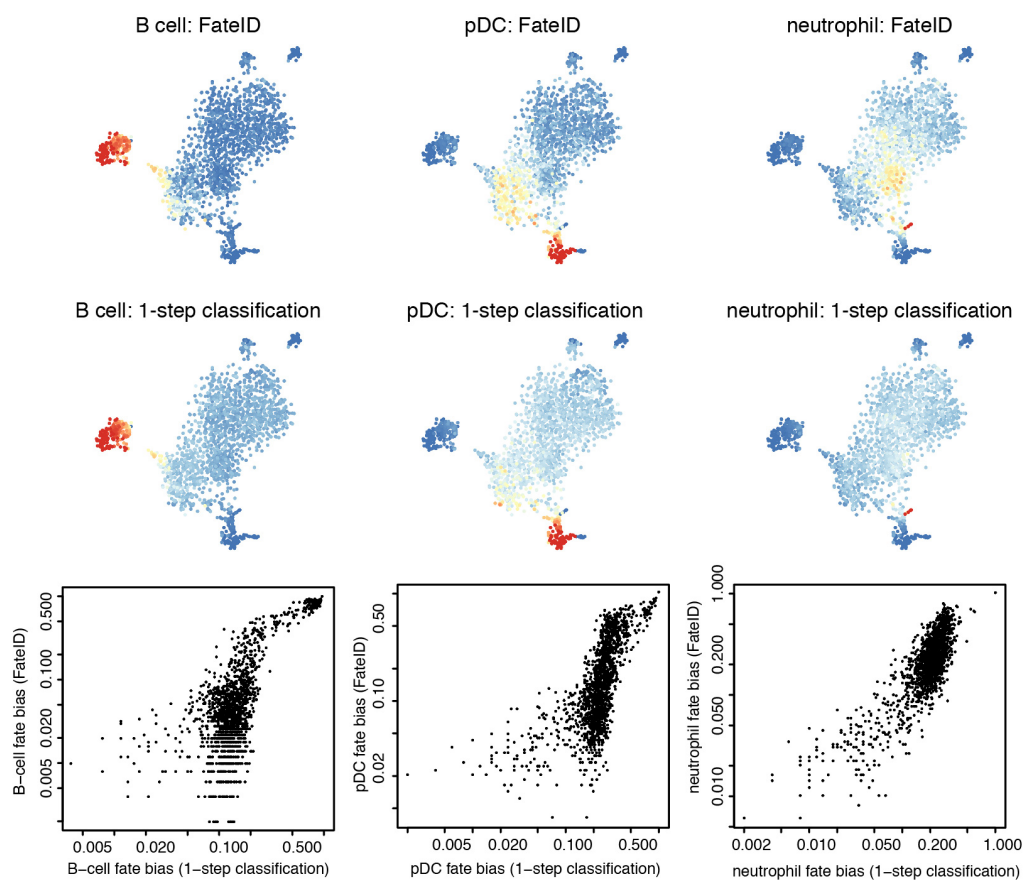 B cell: FateID
pDC: FateID
neutrophil: FateID
B cell: 1-step classification
pDC: 1-step classification
neutrophil: 1-step classification
B−cell fate bias (FateID)
0.500
0.100
0.020
0.005
0.005
0.020
0.100
0.500
B−cell fate bias (1−step classification)
pDC fate bias (FateID)
0.50
0.10
0.02
0.005
0.020
0.100
0.500
pDC fate bias (1−step classification)
neutrophil fate bias (FateID)
1.000
0.200
0.050
0.010
0.002
0.010
0.050
0.200
1.000
neutrophil fate bias (1−step classification)